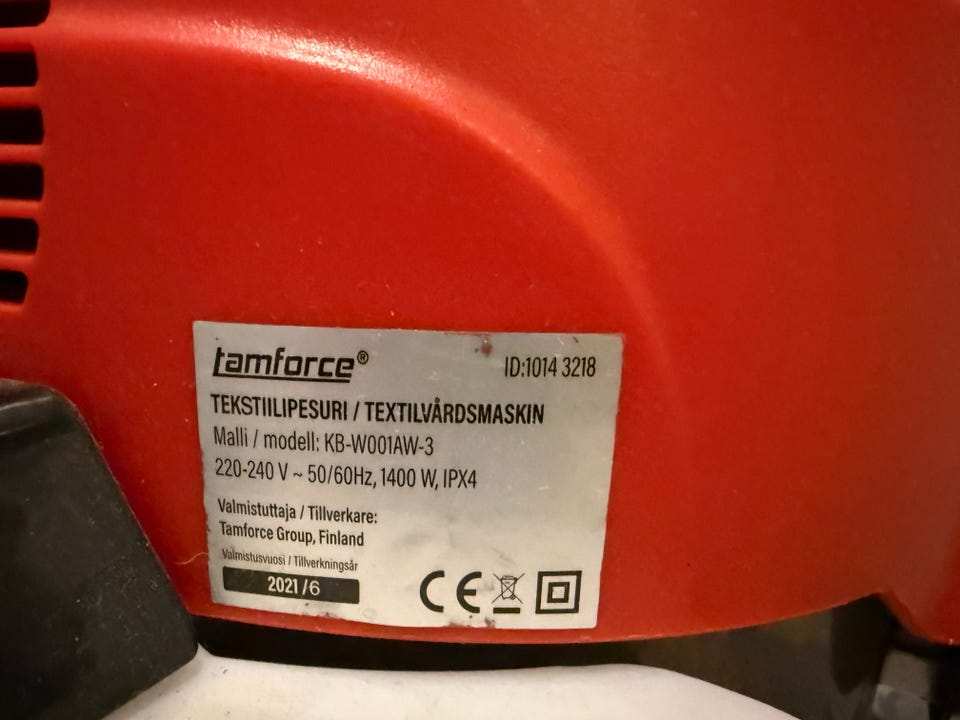 tamforce®
ID:1014 3218
TEKSTIILIPESURI / TEXTILVÅRDSMASKIN
Malli / modell: KB-W001AW-3
220-240 V ~ 50/60Hz, 1400 W, IPX4
Valmistuttaja / Tillverkare:
Tamforce Group, Finland
Valmistusvuosi / Tillverkningsår
2021/6
CE